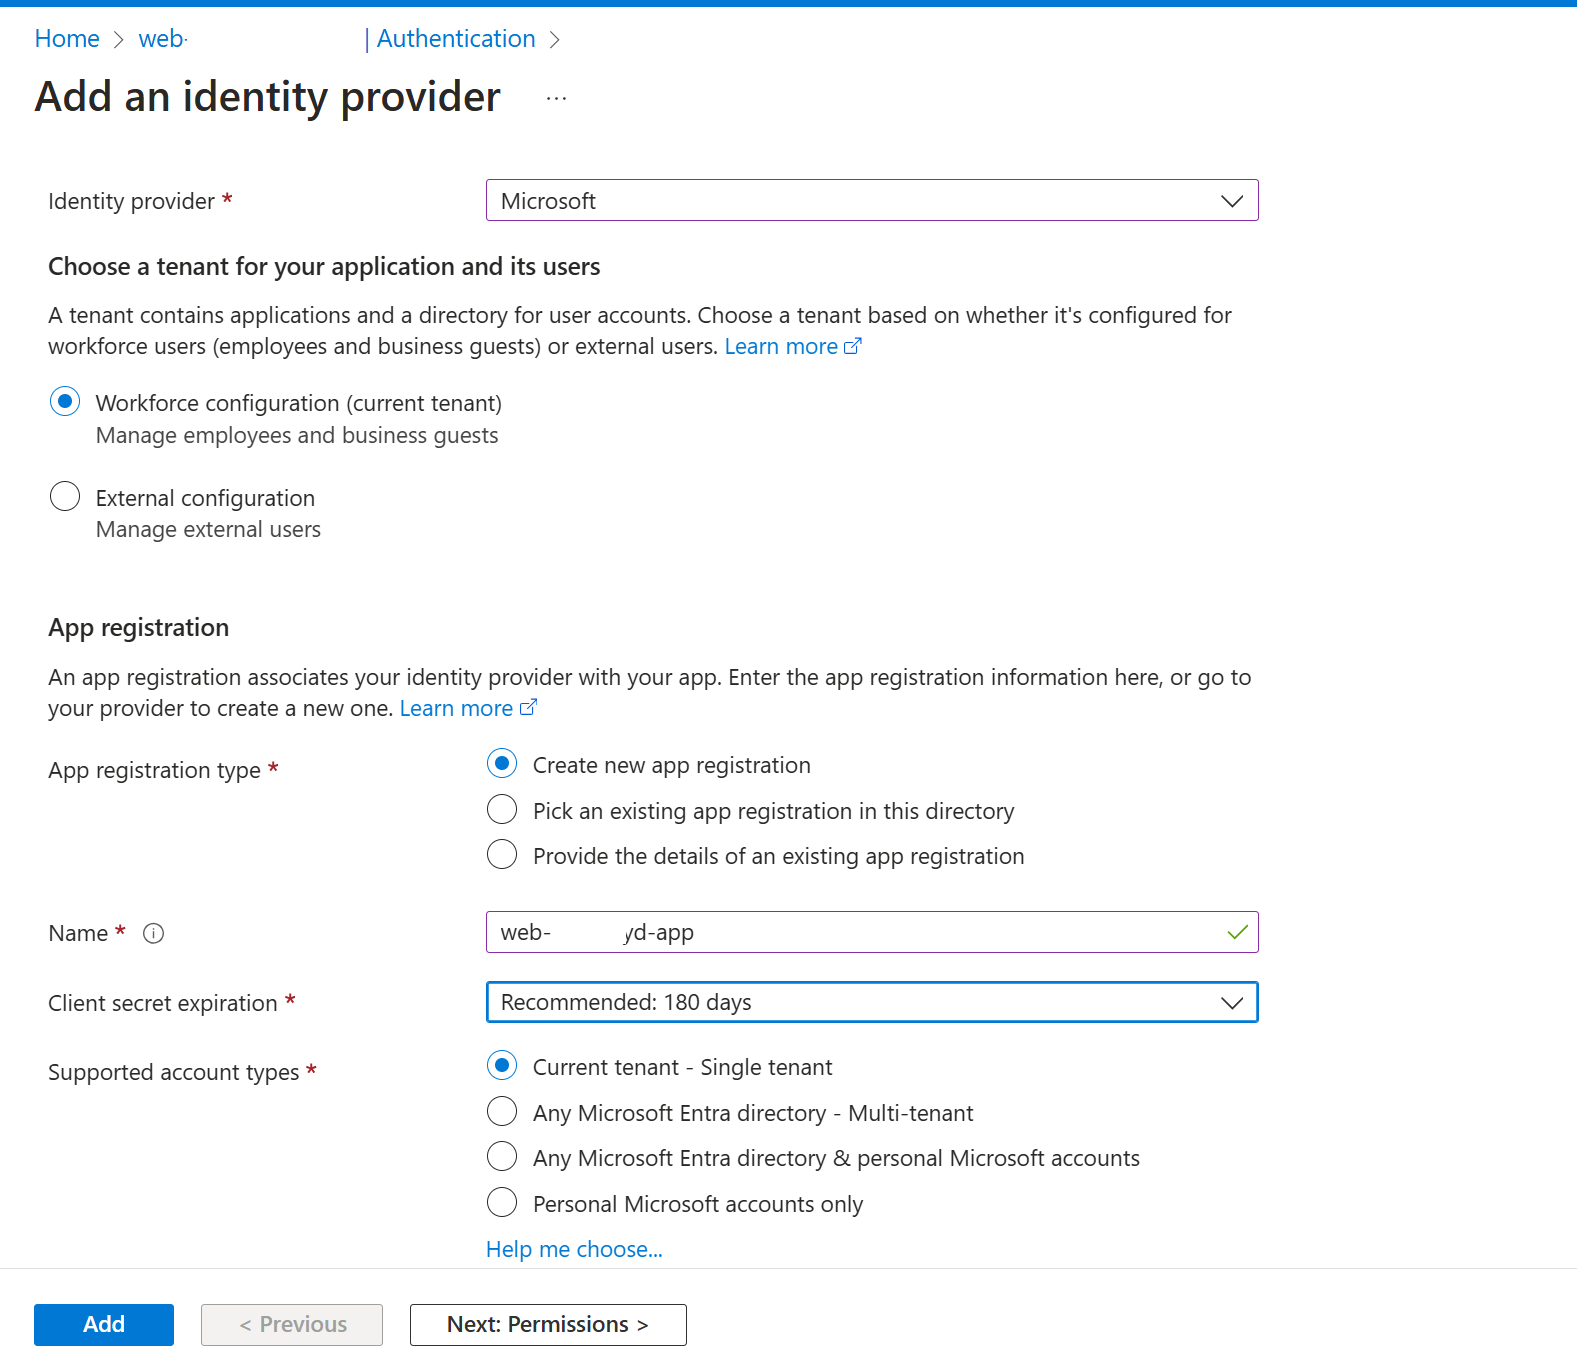 Home > web- | Authentication >
Add an identity provider ...
Identity provider * Microsoft
Choose a tenant for your application and its users
A tenant contains applications and a directory for user accounts. Choose a tenant based on whether it's configured for
workforce users (employees and business guests) or external users. Learn more
Workforce configuration (current tenant)
Manage employees and business guests
External configuration
Manage external users
App registration
An app registration associates your identity provider with your app. Enter the app registration information here, or go to
your provider to create a new one. Learn more
App registration type *
Create new app registration
Pick an existing app registration in this directory
Provide the details of an existing app registration
Name * web- yd-app
Client secret expiration * Recommended: 180 days
Supported account types *
Current tenant - Single tenant
Any Microsoft Entra directory - Multi-tenant
Any Microsoft Entra directory & personal Microsoft accounts
Personal Microsoft accounts only
Help me choose...
Add < Previous Next: Permissions >